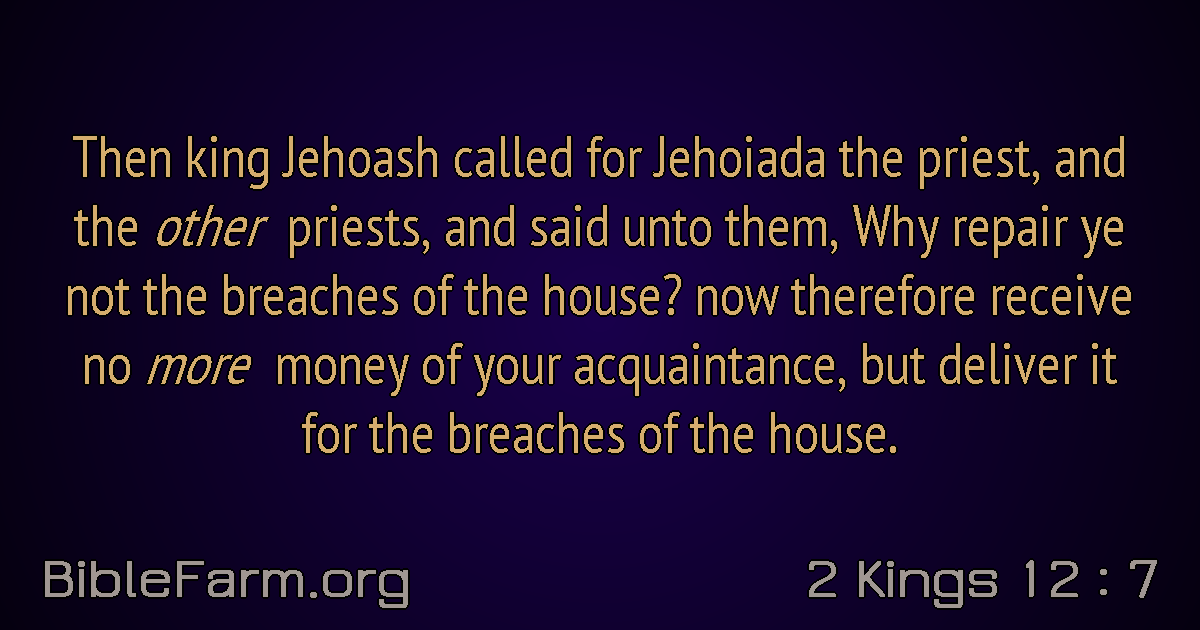 Then king Jehoash called for Jehoiada the priest, and
the other priests, and said unto them, Why repair ye
not the breaches of the house? now therefore receive
no more money of your acquaintance, but deliver it
for the breaches of the house.
BibleFarm.org
2 Kings 12 : 7